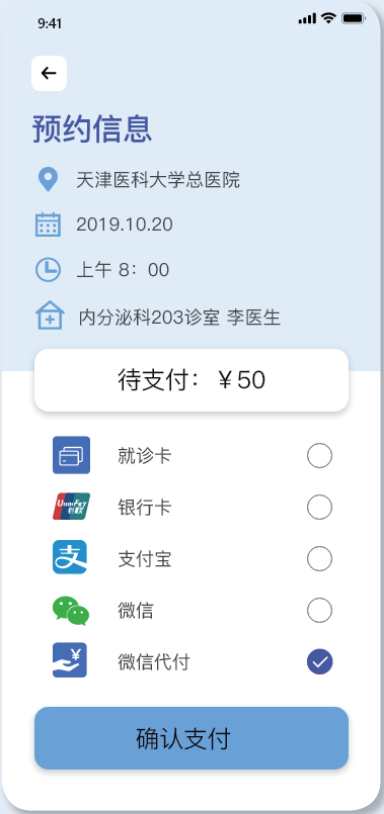 9:41
预约信息
天津医科大学总医院
2019.10.20
上午 8：00
内分泌科203诊室 李医生
待支付：￥50
就诊卡
银行卡
支 支付宝
微信
￥
微信代付
确认支付